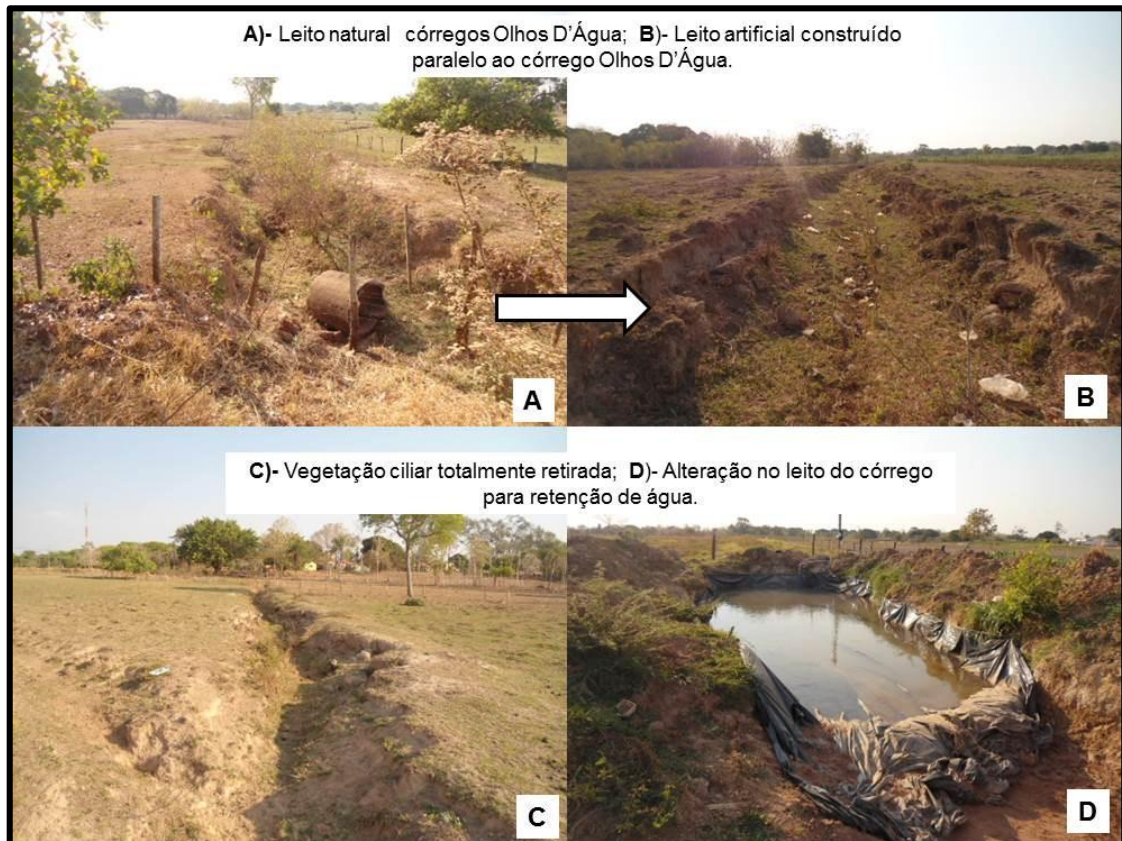 A)- Leito natural córregos Olhos D'Água; B)- Leito artificial construído
paralelo ao córrego Olhos D'Água.
A
B
C)- Vegetação ciliar totalmente retirada; D)- Alteração no leito do córrego
para retenção de água.
C
D